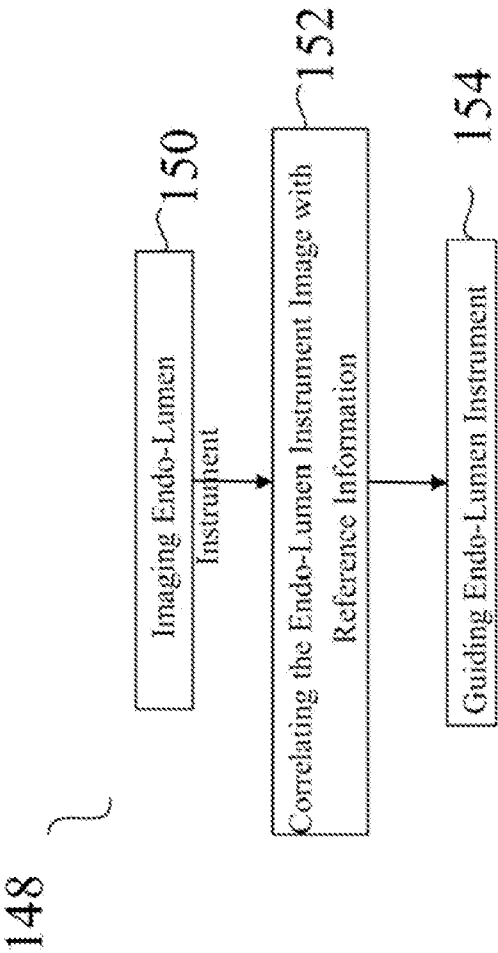 148
Imaging Endo-Lumen
Instrument
150
Correlating the Endo-Lumen Instrument Image with
Reference Information
152
Guiding Endo-Lumen Instrument
154